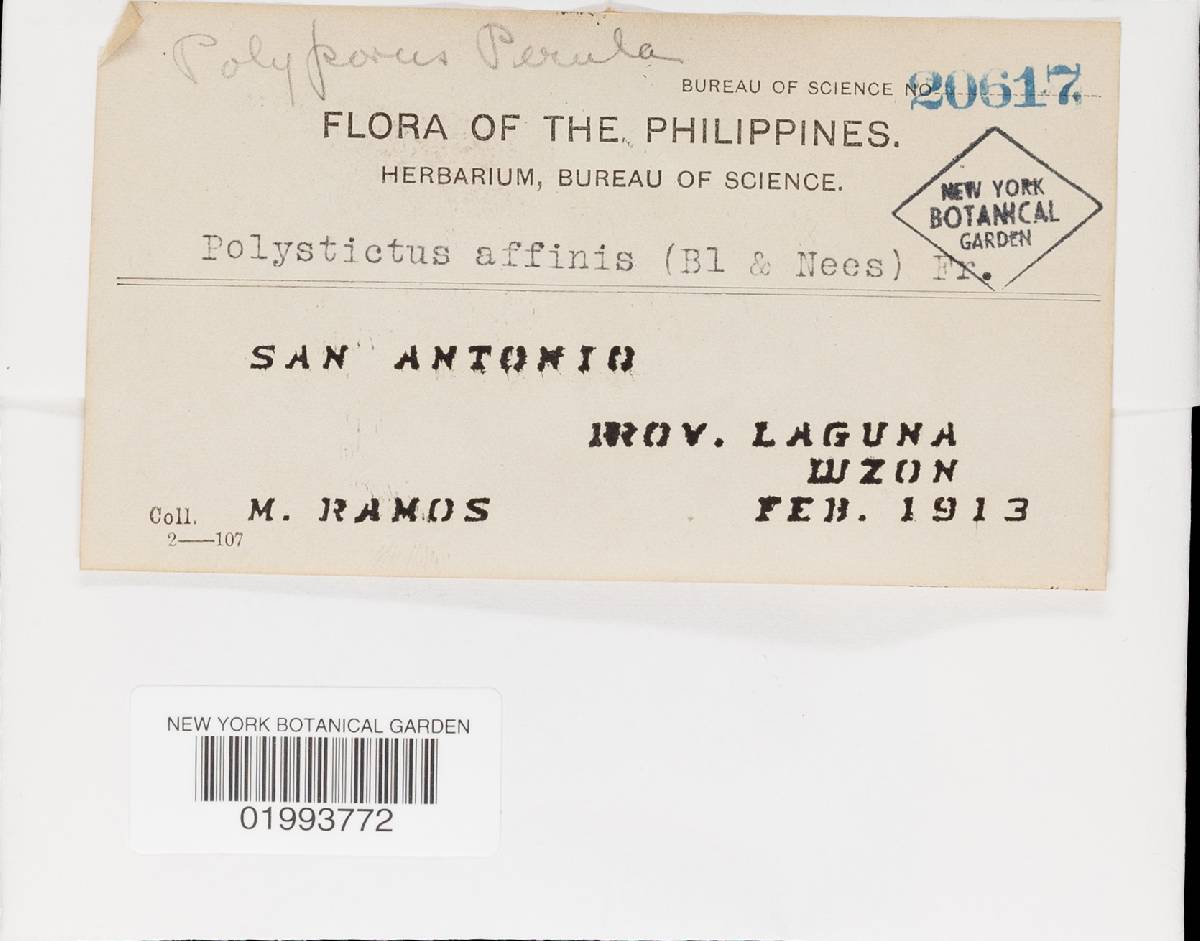 Polyporus Perula
BUREAU OF SCIENCE NO. 20617
FLORA OF THE PHILIPPINES.
HERBARIUM, BUREAU OF SCIENCE.
NEW YORK
BOTANICAL
GARDEN
Polystictus affinis (Bl & Nees) Fr.
SAN ANTONIO
PROV. LAGUNA
LUZON
Coll. M. RAMOS FEB. 1913
2—107
NEW YORK BOTANICAL GARDEN
01993772